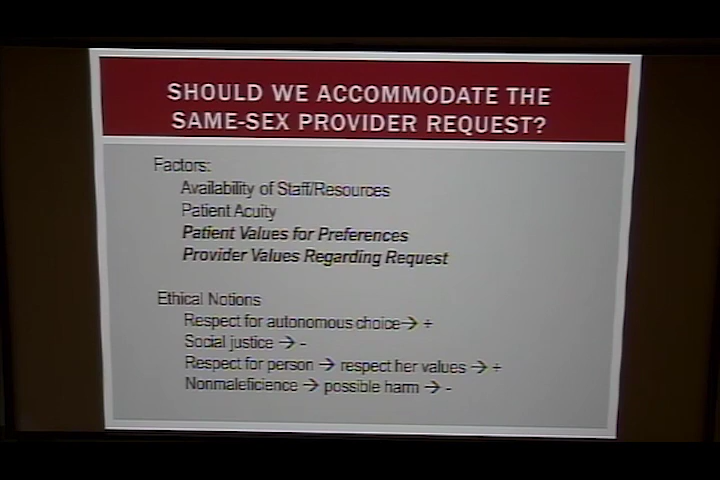 SHOULD WE ACCOMMODATE THE
SAME-SEX PROVIDER REQUEST?
Factors:
Availability of Staff/Resources
Patient Acuity
Patient Values for Preferences
Provider Values Regarding Request
Ethical Notions
Respect for autonomous choice→ +
Social justice → -
Respect for person → respect her values → +
Nonmaleficience → possible harm → -